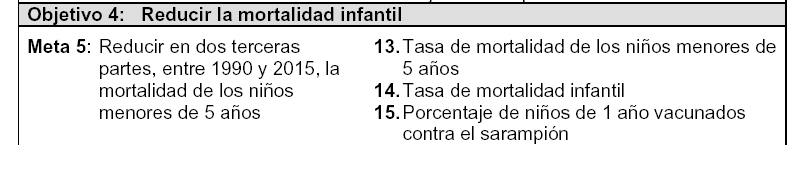 Objetivo 4: Reducir la mortalidad infantil
Meta 5: Reducir en dos terceras
partes, entre 1990 y 2015, la
mortalidad de los niños
menores de 5 años
13. Tasa de mortalidad de los niños menores de
5 años
14. Tasa de mortalidad infantil
15. Porcentaje de niños de 1 año vacunados
contra el sarampión